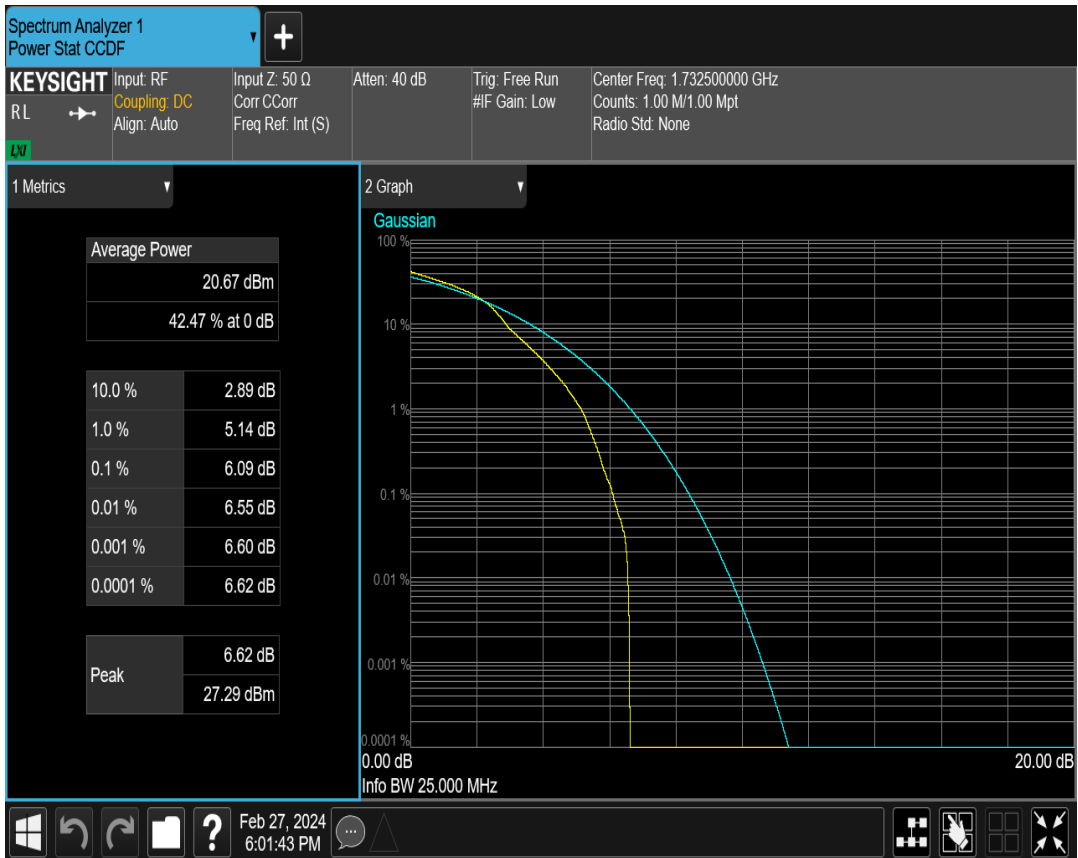 Spectrum Analyzer 1
Power Stat CCDF
+
KEYSIGHT
RL
LXI
Input: RF
Coupling: DC
Align: Auto
Input Z: 50 Ω
Corr CCorr
Freq Ref: Int (S)
Atten: 40 dB
Trig: Free Run
#IF Gain: Low
Center Freq: 1.732500000 GHz
Counts: 1.00 M/1.00 Mpt
Radio Std: None
1 Metrics
Average Power
20.67 dBm
42.47 % at 0 dB
10.0 % 2.89 dB
1.0 % 5.14 dB
0.1 % 6.09 dB
0.01 % 6.55 dB
0.001 % 6.60 dB
0.0001 % 6.62 dB
Peak
6.62 dB
27.29 dBm
2 Graph
Gaussian
100 %
10 %
1 %
0.1 %
0.01 %
0.001 %
0.0001 %
0.00 dB 20.00 dB
Info BW 25.000 MHz
?
Feb 27, 2024
6:01:43 PM